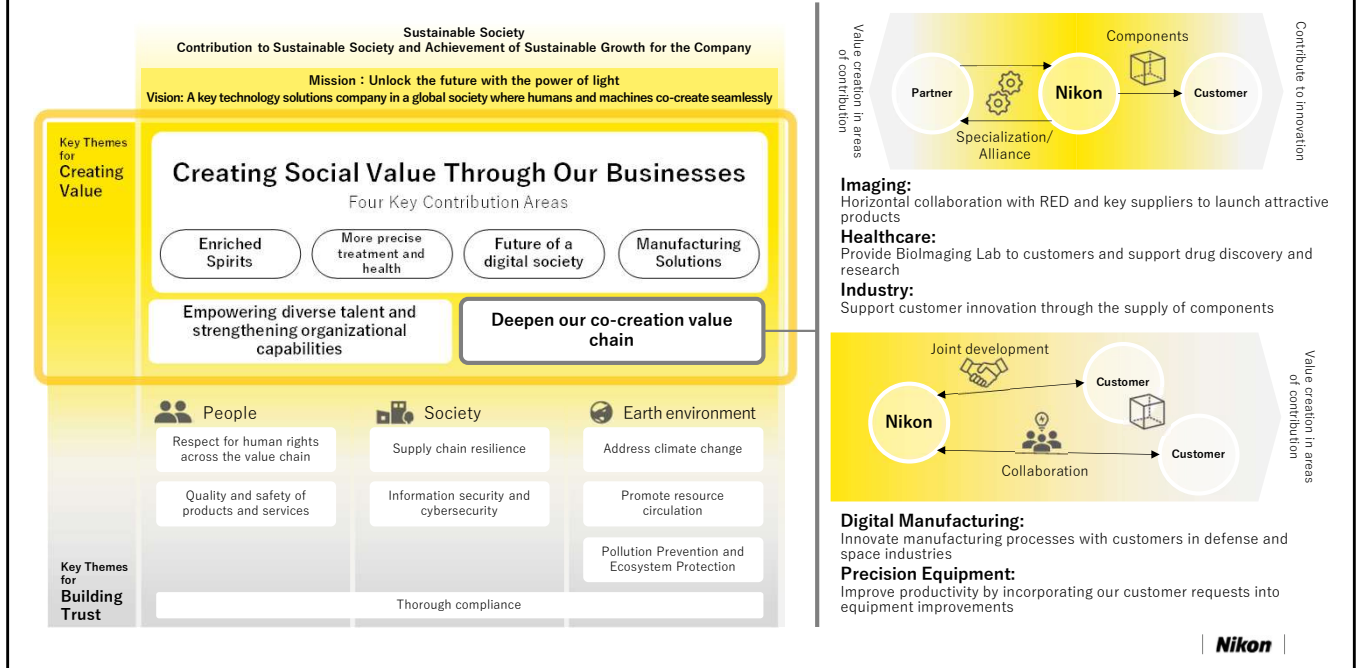 Sustainable Society
Contribution to Sustainable Society and Achievement of Sustainable Growth for the Company
Mission：Unlock the future with the power of light
Vision: A key technology solutions company in a global society where humans and machines co-create seamlessly
Key Themes
for
Creating
Value
Creating Social Value Through Our Businesses
Four Key Contribution Areas
Enriched
Spirits
More precise
treatment and
health
Future of a
digital society
Manufacturing
Solutions
Empowering diverse talent and
strengthening organizational
capabilities
Deepen our co-creation value
chain
People
Respect for human rights
across the value chain
Quality and safety of
products and services
Society
Supply chain resilience
Information security and
cybersecurity
Earth environment
Address climate change
Promote resource
circulation
Pollution Prevention and
Ecosystem Protection
Key Themes
for
Building
Trust
Thorough compliance
Value creation in areas
of contribution
Partner
Specialization/
Alliance
Nikon
Components
Customer
Contribute to innovation
Imaging:
Horizontal collaboration with RED and key suppliers to launch attractive
products
Healthcare:
Provide BioImaging Lab to customers and support drug discovery and
research
Industry:
Support customer innovation through the supply of components
Joint development
Nikon
Customer
Customer
Collaboration
Value creation in areas
of contribution
Digital Manufacturing:
Innovate manufacturing processes with customers in defense and
space industries
Precision Equipment:
Improve productivity by incorporating our customer requests into
equipment improvements
Nikon